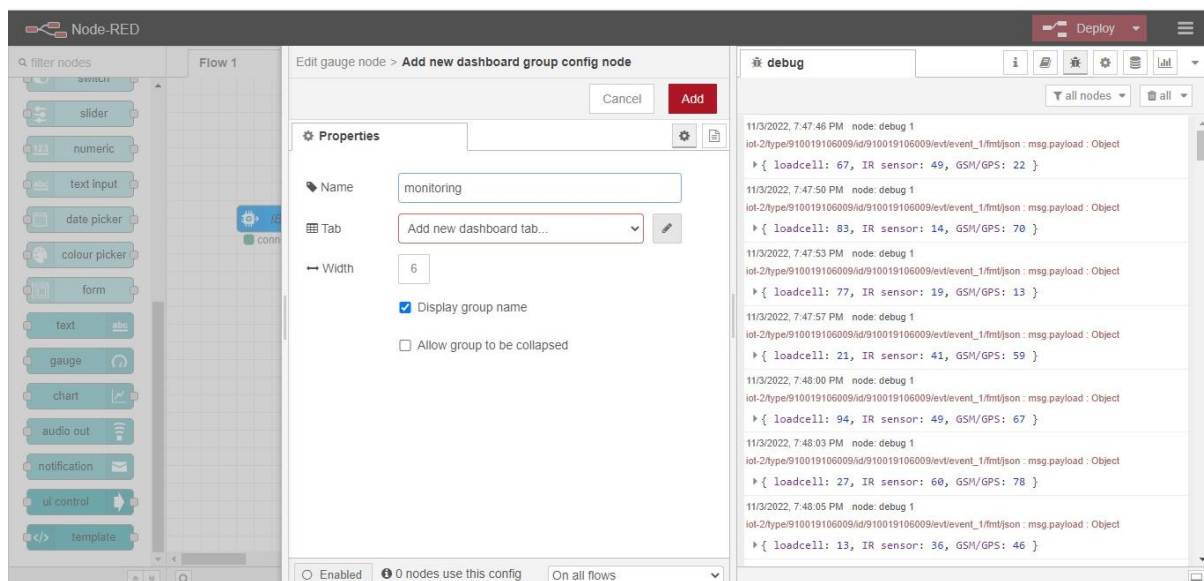 Node-RED
Deploy
filter nodes
switch
slider
numeric
text input
date picker
colour picker
form
text
gauge
chart
audio out
notification
ui control
template
Flow 1
Edit gauge node > Add new dashboard group config node
Cancel
Add
Properties
Name
monitoring
Tab
Add new dashboard tab...
Width
6
Display group name
Allow group to be collapsed
Enabled
0 nodes use this config
On all flows
debug
all nodes
all
11/3/2022, 7:47:46 PM node: debug 1
iot-2/type/910019106009/id/910019106009/evt/event_1/fmt/json : msg.payload : Object
{ loadcell: 67, IR sensor: 49, GSM/GPS: 22 }
11/3/2022, 7:47:50 PM node: debug 1
iot-2/type/910019106009/id/910019106009/evt/event_1/fmt/json : msg.payload : Object
{ loadcell: 83, IR sensor: 14, GSM/GPS: 70 }
11/3/2022, 7:47:53 PM node: debug 1
iot-2/type/910019106009/id/910019106009/evt/event_1/fmt/json : msg.payload : Object
{ loadcell: 77, IR sensor: 19, GSM/GPS: 13 }
11/3/2022, 7:47:57 PM node: debug 1
iot-2/type/910019106009/id/910019106009/evt/event_1/fmt/json : msg.payload : Object
{ loadcell: 21, IR sensor: 41, GSM/GPS: 59 }
11/3/2022, 7:48:00 PM node: debug 1
iot-2/type/910019106009/id/910019106009/evt/event_1/fmt/json : msg.payload : Object
{ loadcell: 94, IR sensor: 49, GSM/GPS: 67 }
11/3/2022, 7:48:03 PM node: debug 1
iot-2/type/910019106009/id/910019106009/evt/event_1/fmt/json : msg.payload : Object
{ loadcell: 27, IR sensor: 60, GSM/GPS: 78 }
11/3/2022, 7:48:05 PM node: debug 1
iot-2/type/910019106009/id/910019106009/evt/event_1/fmt/json : msg.payload : Object
{ loadcell: 13, IR sensor: 36, GSM/GPS: 46 }